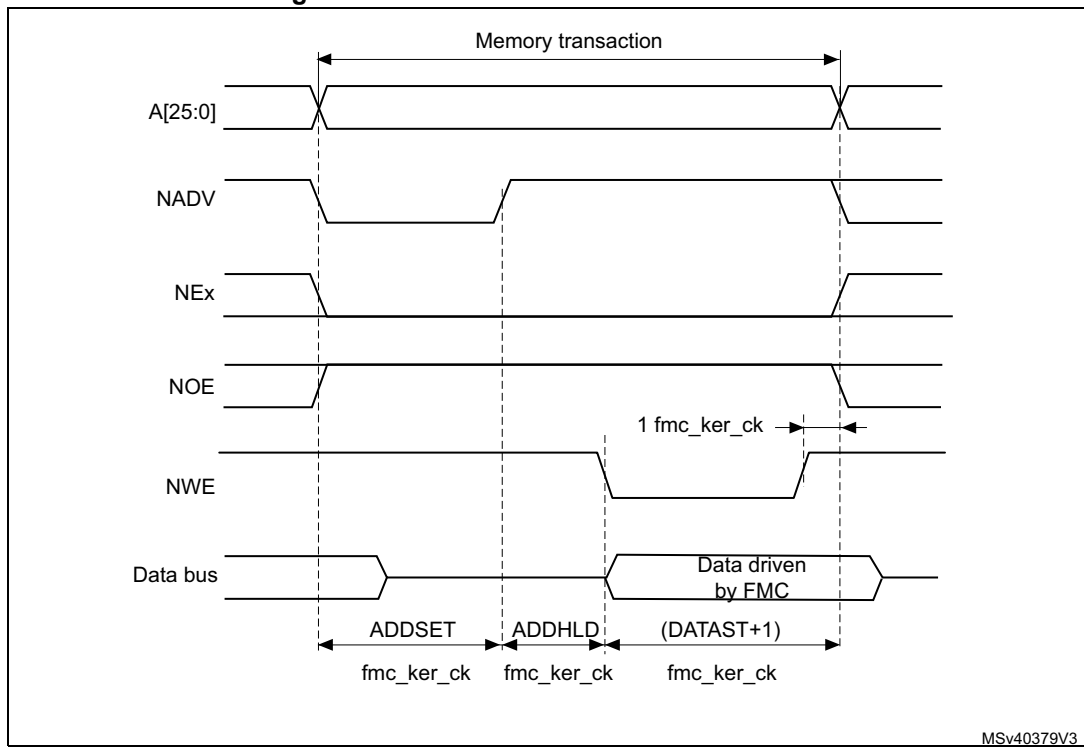 Memory transaction
A[25:0]
NADV
NEx
NOE
1 fmc_ker_ck
NWE
Data bus
Data driven
by FMC
ADDSET ADDHLD (DATAST+1)
fmc_ker_ck fmc_ker_ck fmc_ker_ck
MSv40379V3